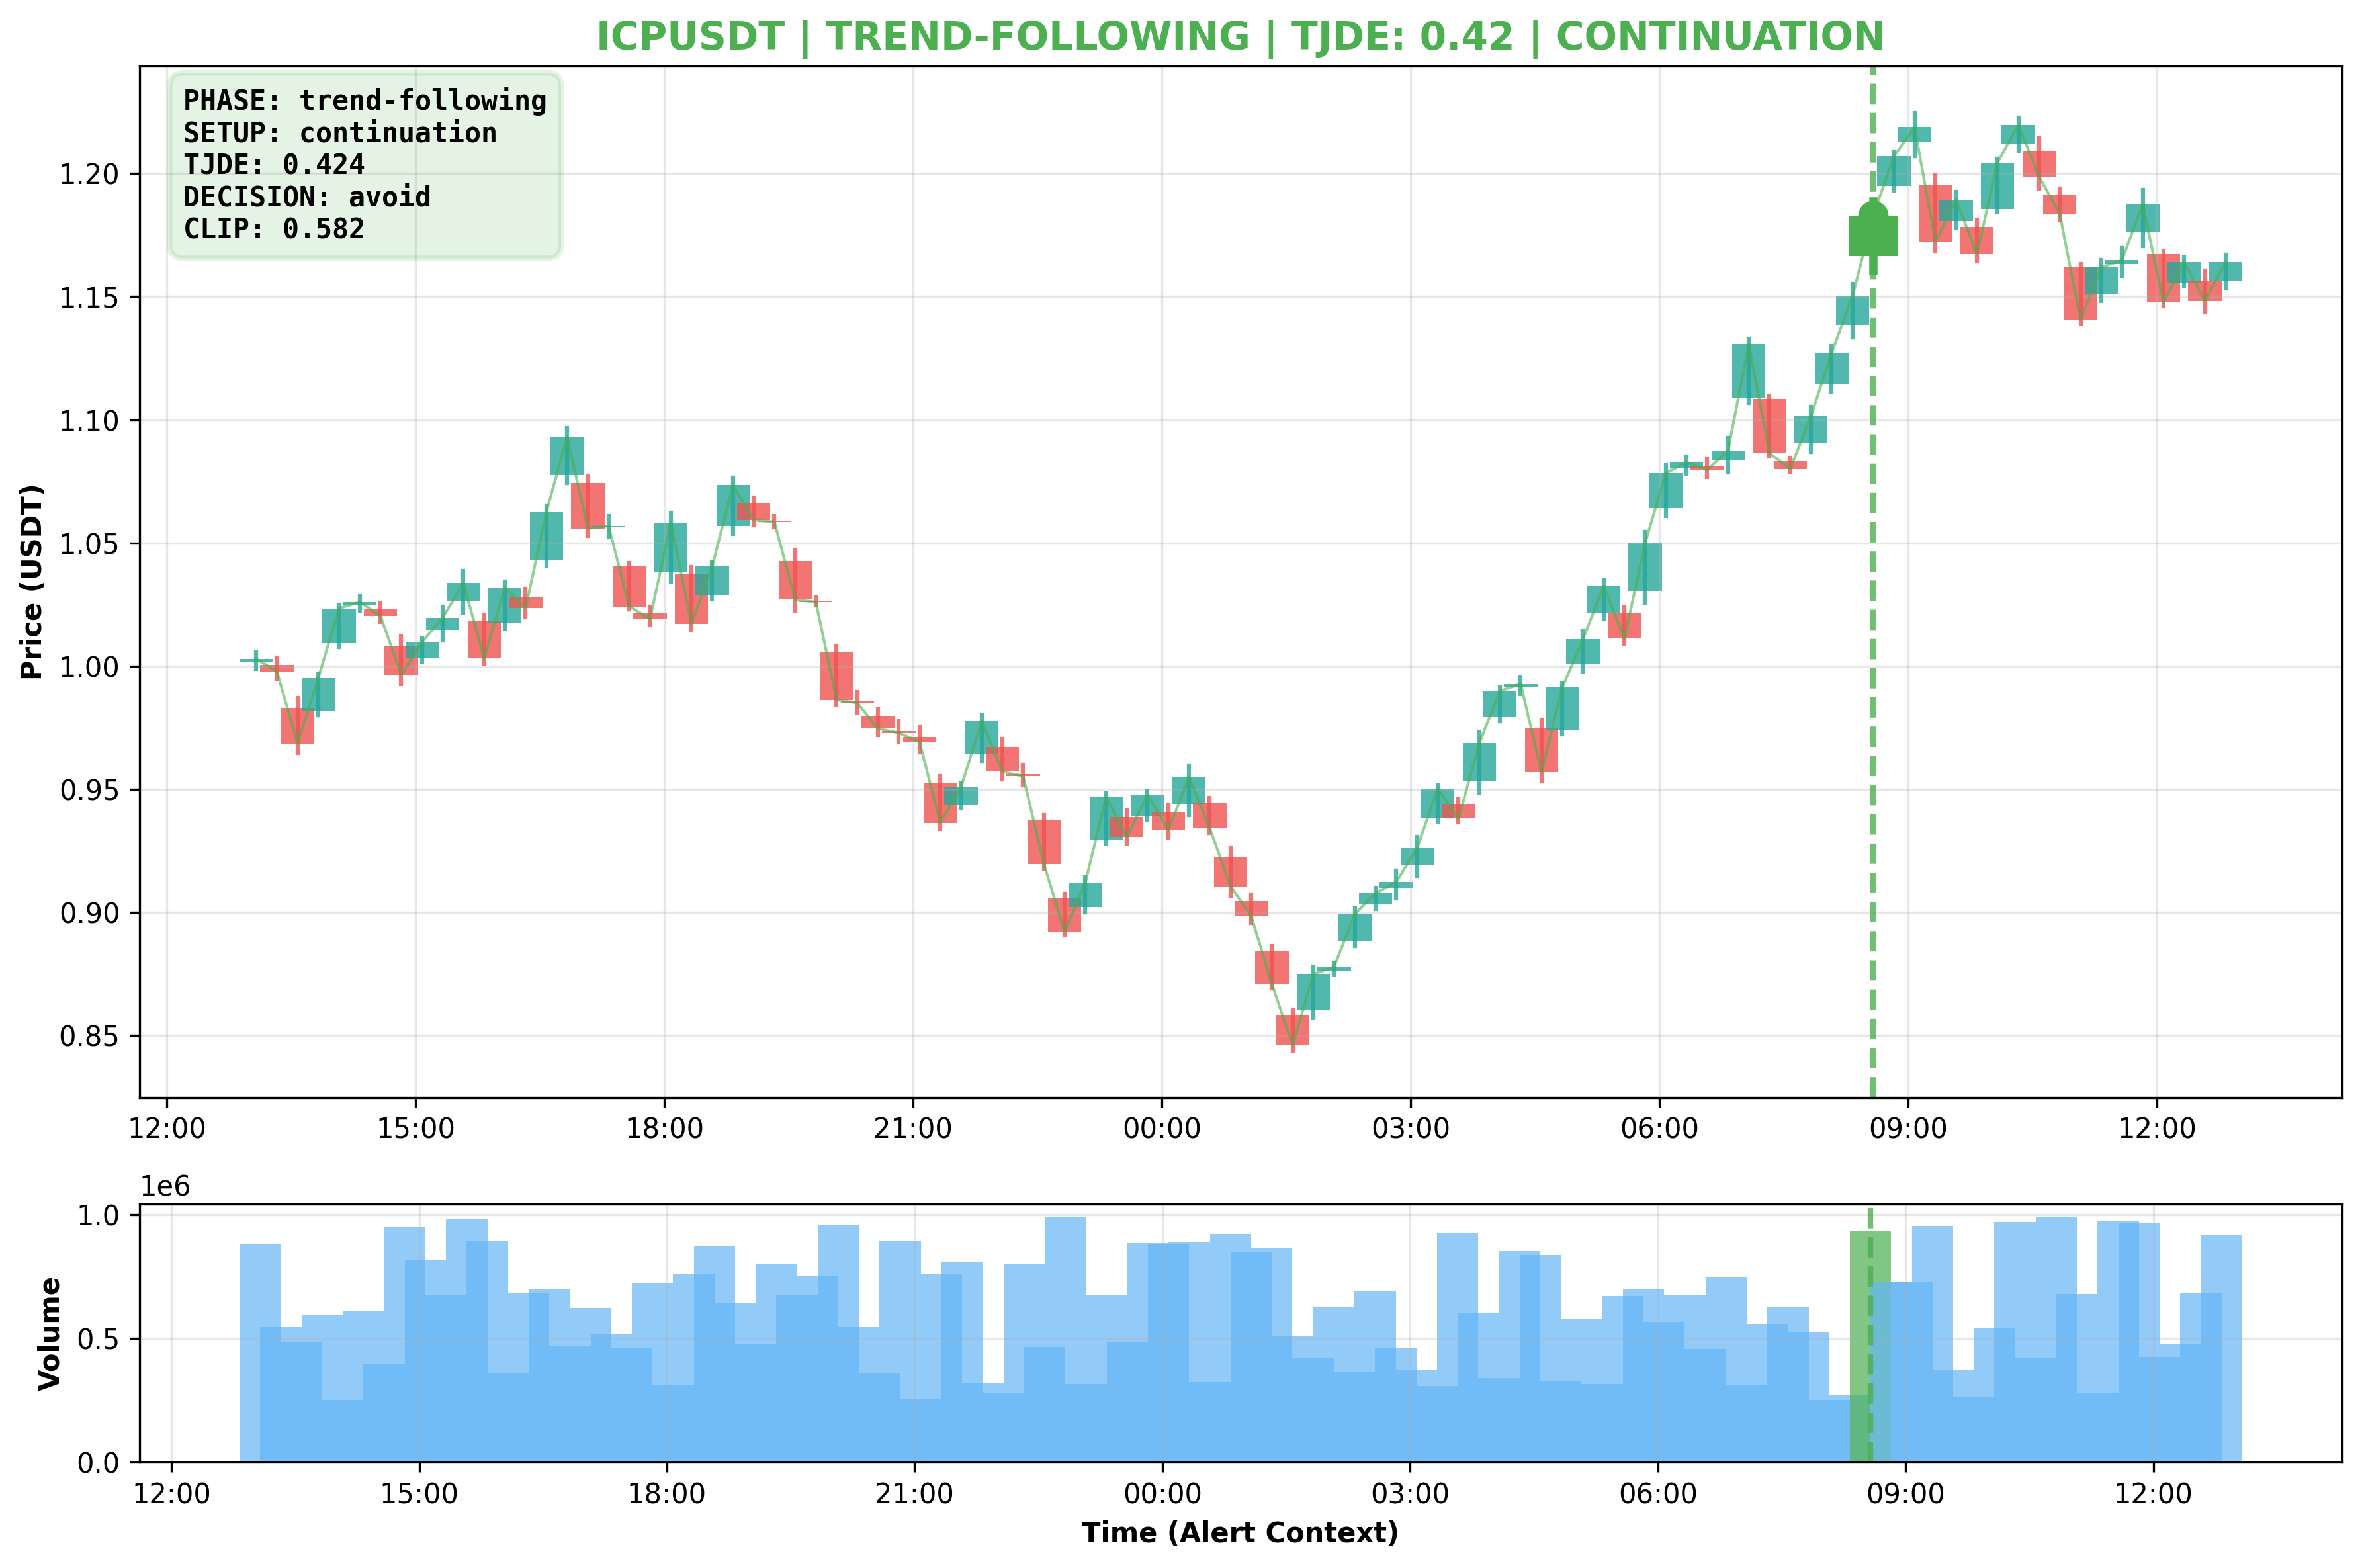 ICPUSDT | TREND-FOLLOWING | TJDE: 0.42 | CONTINUATION
PHASE: trend-following
SETUP: continuation
TJDE: 0.424
DECISION: avoid
CLIP: 0.582
Price (USDT)
1.20
1.15
1.10
1.05
1.00
0.95
0.90
0.85
12:00 15:00 18:00 21:00 00:00 03:00 06:00 09:00 12:00
1e6
Volume
1.0
0.5
0.0
12:00 15:00 18:00 21:00 00:00 03:00 06:00 09:00 12:00
Time (Alert Context)